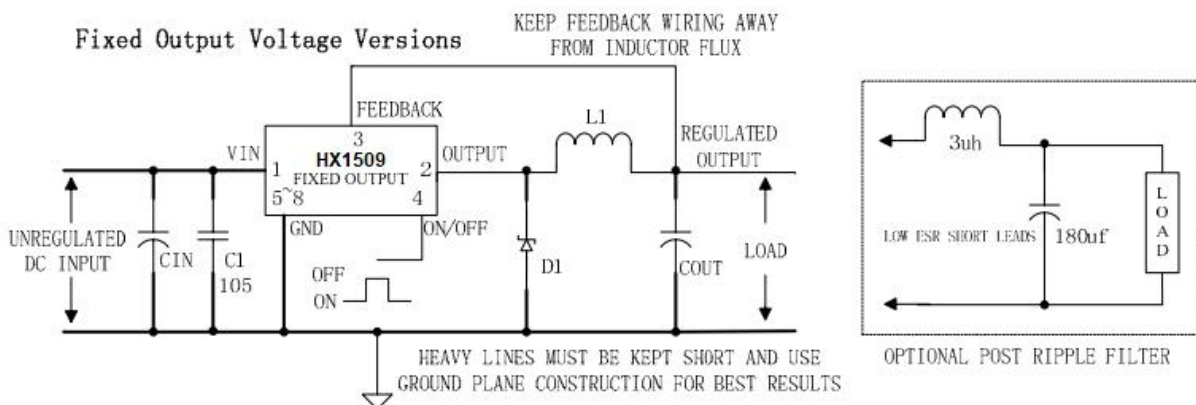 Fixed Output Voltage Versions
KEEP FEEDBACK WIRING AWAY
FROM INDUCTOR FLUX
FEEDBACK
3
HX1509
FIXED OUTPUT
VIN
1
OUTPUT
2
5~8
4
GND
ON/OFF
L1
REGULATED
OUTPUT
UNREGULATED
DC INPUT
CIN
C1
105
OFF
ON
D1
COUT
LOAD
HEAVY LINES MUST BE KEPT SHORT AND USE
GROUND PLANE CONSTRUCTION FOR BEST RESULTS
3uh
LOW ESR SHORT LEADS
180uf
LOAD
OPTIONAL POST RIPPLE FILTER